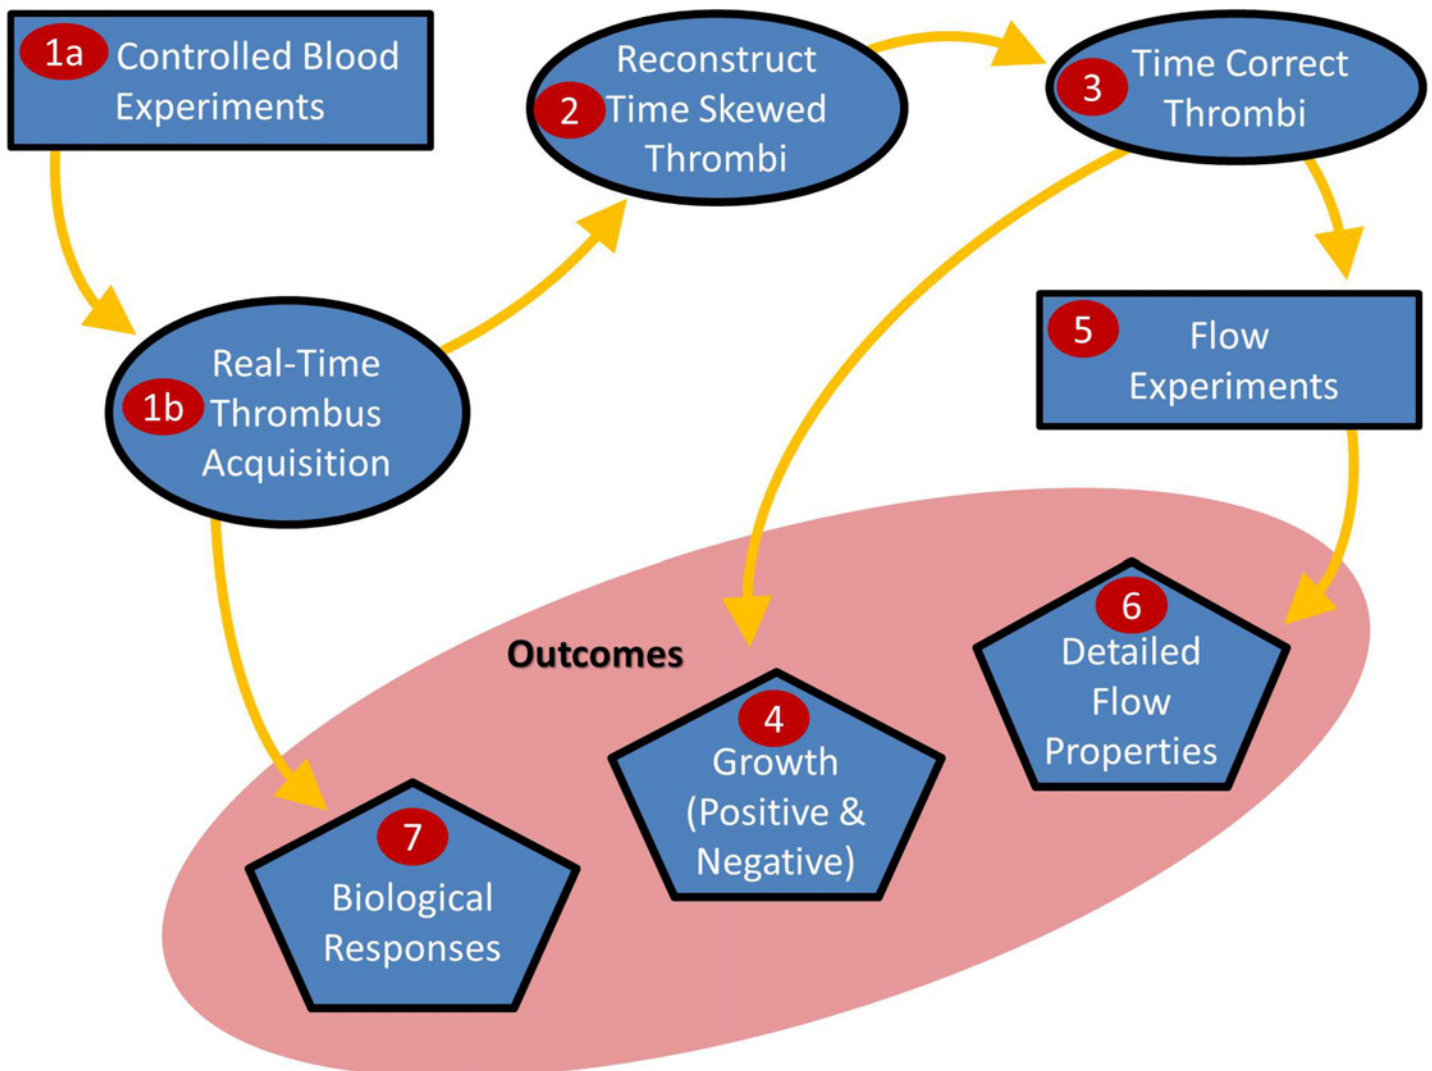 1a Controlled Blood
Experiments
2 Reconstruct
Time Skewed
Thrombi
3 Time Correct
Thrombi
1b Real-Time
Thrombus
Acquisition
5 Flow
Experiments
Outcomes
6
Detailed
Flow
Properties
4
Growth
(Positive &
Negative)
7
Biological
Responses